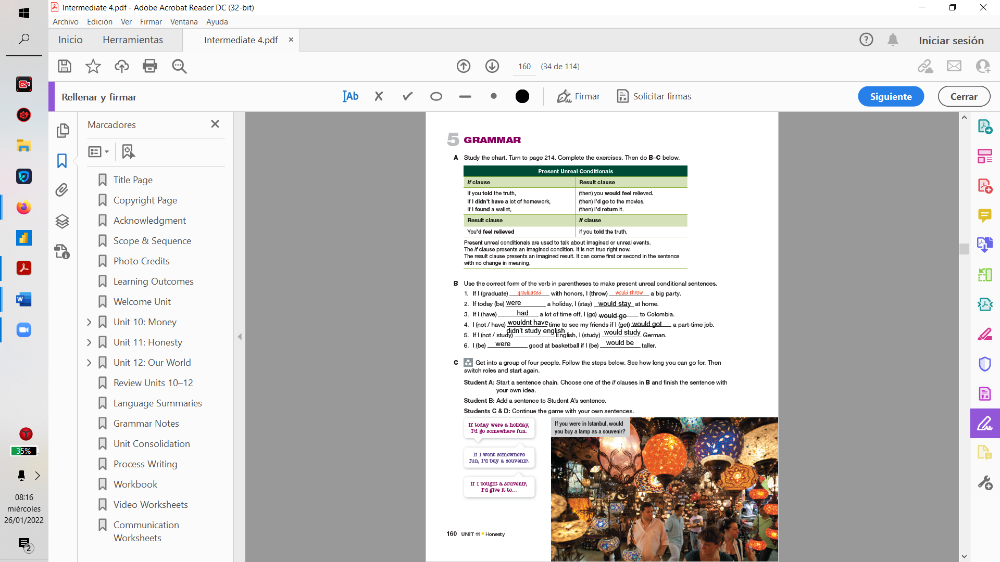 Intermediate 4.pdf - Adobe Acrobat Reader DC (32-bit)
Archivo Edición Ver Firmar Ventana Ayuda
Inicio Herramientas Intermediate 4.pdf × Iniciar sesión
160 (34 de 114)
Rellenar y firmar Ab Firmar Solicitar firmas Siguiente Cerrar
Marcadores
Title Page
Copyright Page
Acknowledgment
Scope & Sequence
Photo Credits
Learning Outcomes
Welcome Unit
Unit 10: Money
Unit 11: Honesty
Unit 12: Our World
Review Units 10–12
Language Summaries
Grammar Notes
Unit Consolidation
Process Writing
Workbook
Video Worksheets
Communication
Worksheets
5 GRAMMAR
A Study the chart. Turn to page 214. Complete the exercises. Then do B–C below.
Present Unreal Conditionals
If clause Result clause
If you told the truth, (then) you would feel relieved.
If I didn't have a lot of homework, (then) I'd go to the movies.
If I found a wallet, (then) I'd return it.
Result clause If clause
You'd feel relieved if you told the truth.
Present unreal conditionals are used to talk about imagined or unreal events.
The if clause presents an imagined condition. It is not true right now.
The result clause presents an imagined result. It can come first or second in the sentence
with no change in meaning.
B Use the correct form of the verb in parentheses to make present unreal conditional sentences.
1. If I (graduate) graduated with honors, I (throw) would throw a big party.
2. If today (be) were a holiday, I (stay) would stay at home.
3. If I (have) had a lot of time off, I (go) would go to Colombia.
4. I (not / have) wouldnt have time to see my friends if I (get) would got a part-time job.
5. If I (not / study) didn't study english English, I (study) would study German.
6. I (be) were good at basketball if I (be) would be taller.
C Get into a group of four people. Follow the steps below. See how long you can go for. Then
switch roles and start again.
Student A: Start a sentence chain. Choose one of the if clauses in B and finish the sentence with
your own idea.
Student B: Add a sentence to Student A's sentence.
Students C & D: Continue the game with your own sentences.
If today were a holiday,
I'd go somewhere fun.
If I went somewhere
fun, I'd buy a souvenir.
If I bought a souvenir,
I'd give it to...
If you were in Istanbul, would
you buy a lamp as a souvenir?
160 UNIT 11 • Honesty
35%
08:16
miércoles
26/01/2022
2